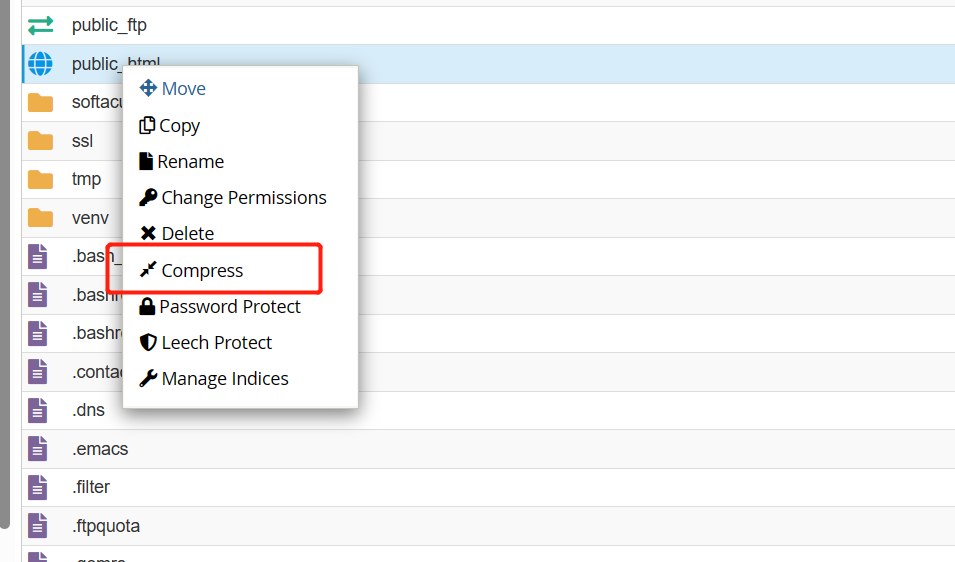 public_ftp
public_html
Move
softacu
Copy
ssl
Rename
tmp
Change Permissions
venv
Delete
.bash_
Compress
.bashr
Password Protect
.bashr
Leech Protect
.conta
Manage Indices
.dns
.emacs
.filter
.ftpquota